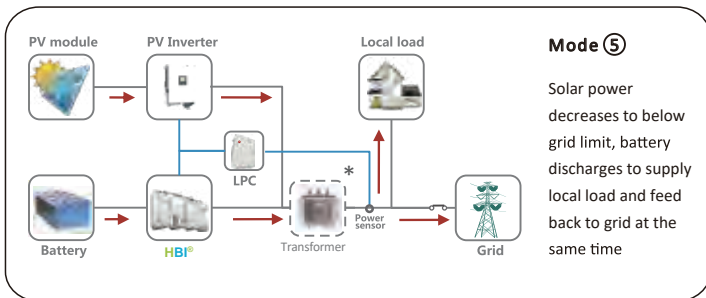 PV module
PV Inverter
Local load
LPC
*
Battery
HBI®
Transformer
Power
sensor
Grid
Mode ⑤
Solar power
decreases to below
grid limit, battery
discharges to supply
local load and feed
back to grid at the
same time